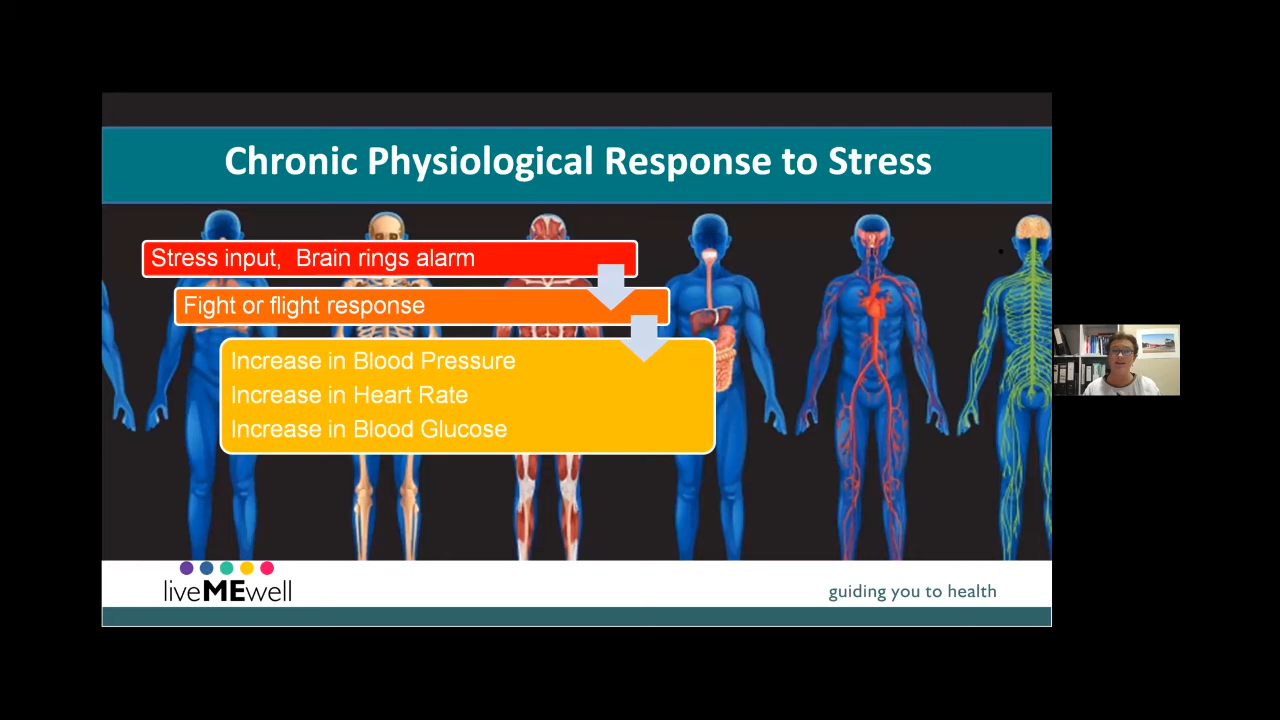 Chronic Physiological Response to Stress
Stress input,  Brain rings alarm
Fight or flight response
Increase in Blood Pressure
Increase in Heart Rate
Increase in Blood Glucose
liveMEwell
guiding you to health